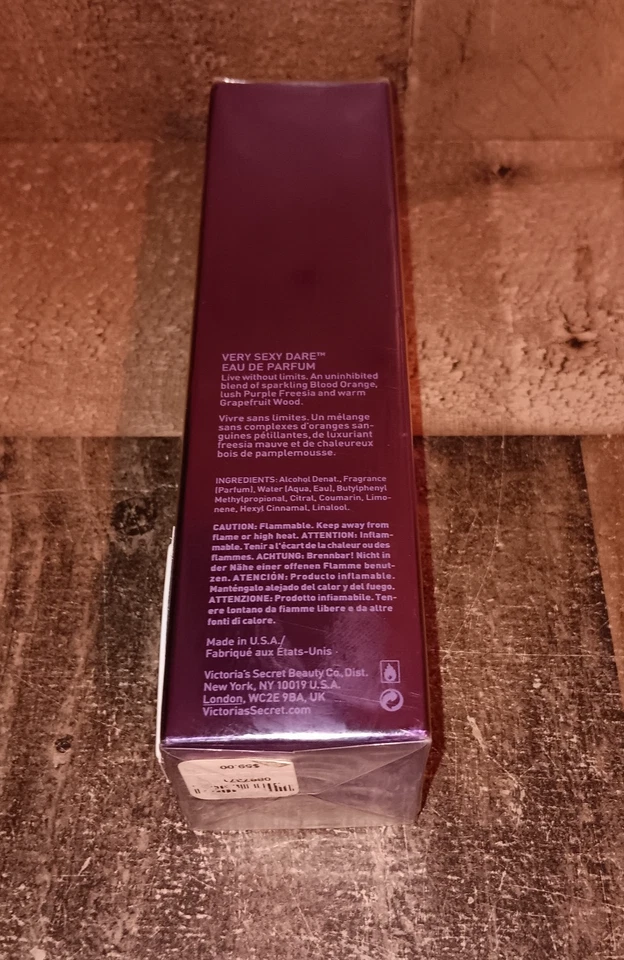 VERY SEXY DARE™
EAU DE PARFUM
Live without limits. An uninhibited
blend of sparkling Blood Orange,
lush Purple Freesia and warm
Grapefruit Wood.
Vivre sans limites. Un mélange
sans complexes d'oranges san-
guines pétillantes, de luxuriant
freesia mauve et de chaleureux
bois de pamplemousse.
INGREDIENTS: Alcohol Denat., Fragrance
(Parfum), Water (Aqua, Eau), Butylphenyl
Methylpropional, Citral, Coumarin, Limo-
nene, Hexyl Cinnamal, Linalool.
CAUTION: Flammable. Keep away from
flame or high heat. ATTENTION: Inflam-
mable. Tenir a l'écart de la chaleur ou des
flammes. ACHTUNG: Brennbar! Nicht in
der Nähe einer offenen Flamme benut-
zen. ATENCIÓN: Producto inflamable.
Manténgalo alejado del calor y del fuego.
ATTENZIONE: Prodotto infiamabile. Ten-
ere lontano da fiamme libere e da altre
fonti di calore.
Made in U.S.A./
Fabriqué aux États-Unis
Victoria's Secret Beauty Co. Dist.
New York, NY 10019 U.S.A.
London, WC2E 9BA, UK
VictoriasSecret.com
$59.00